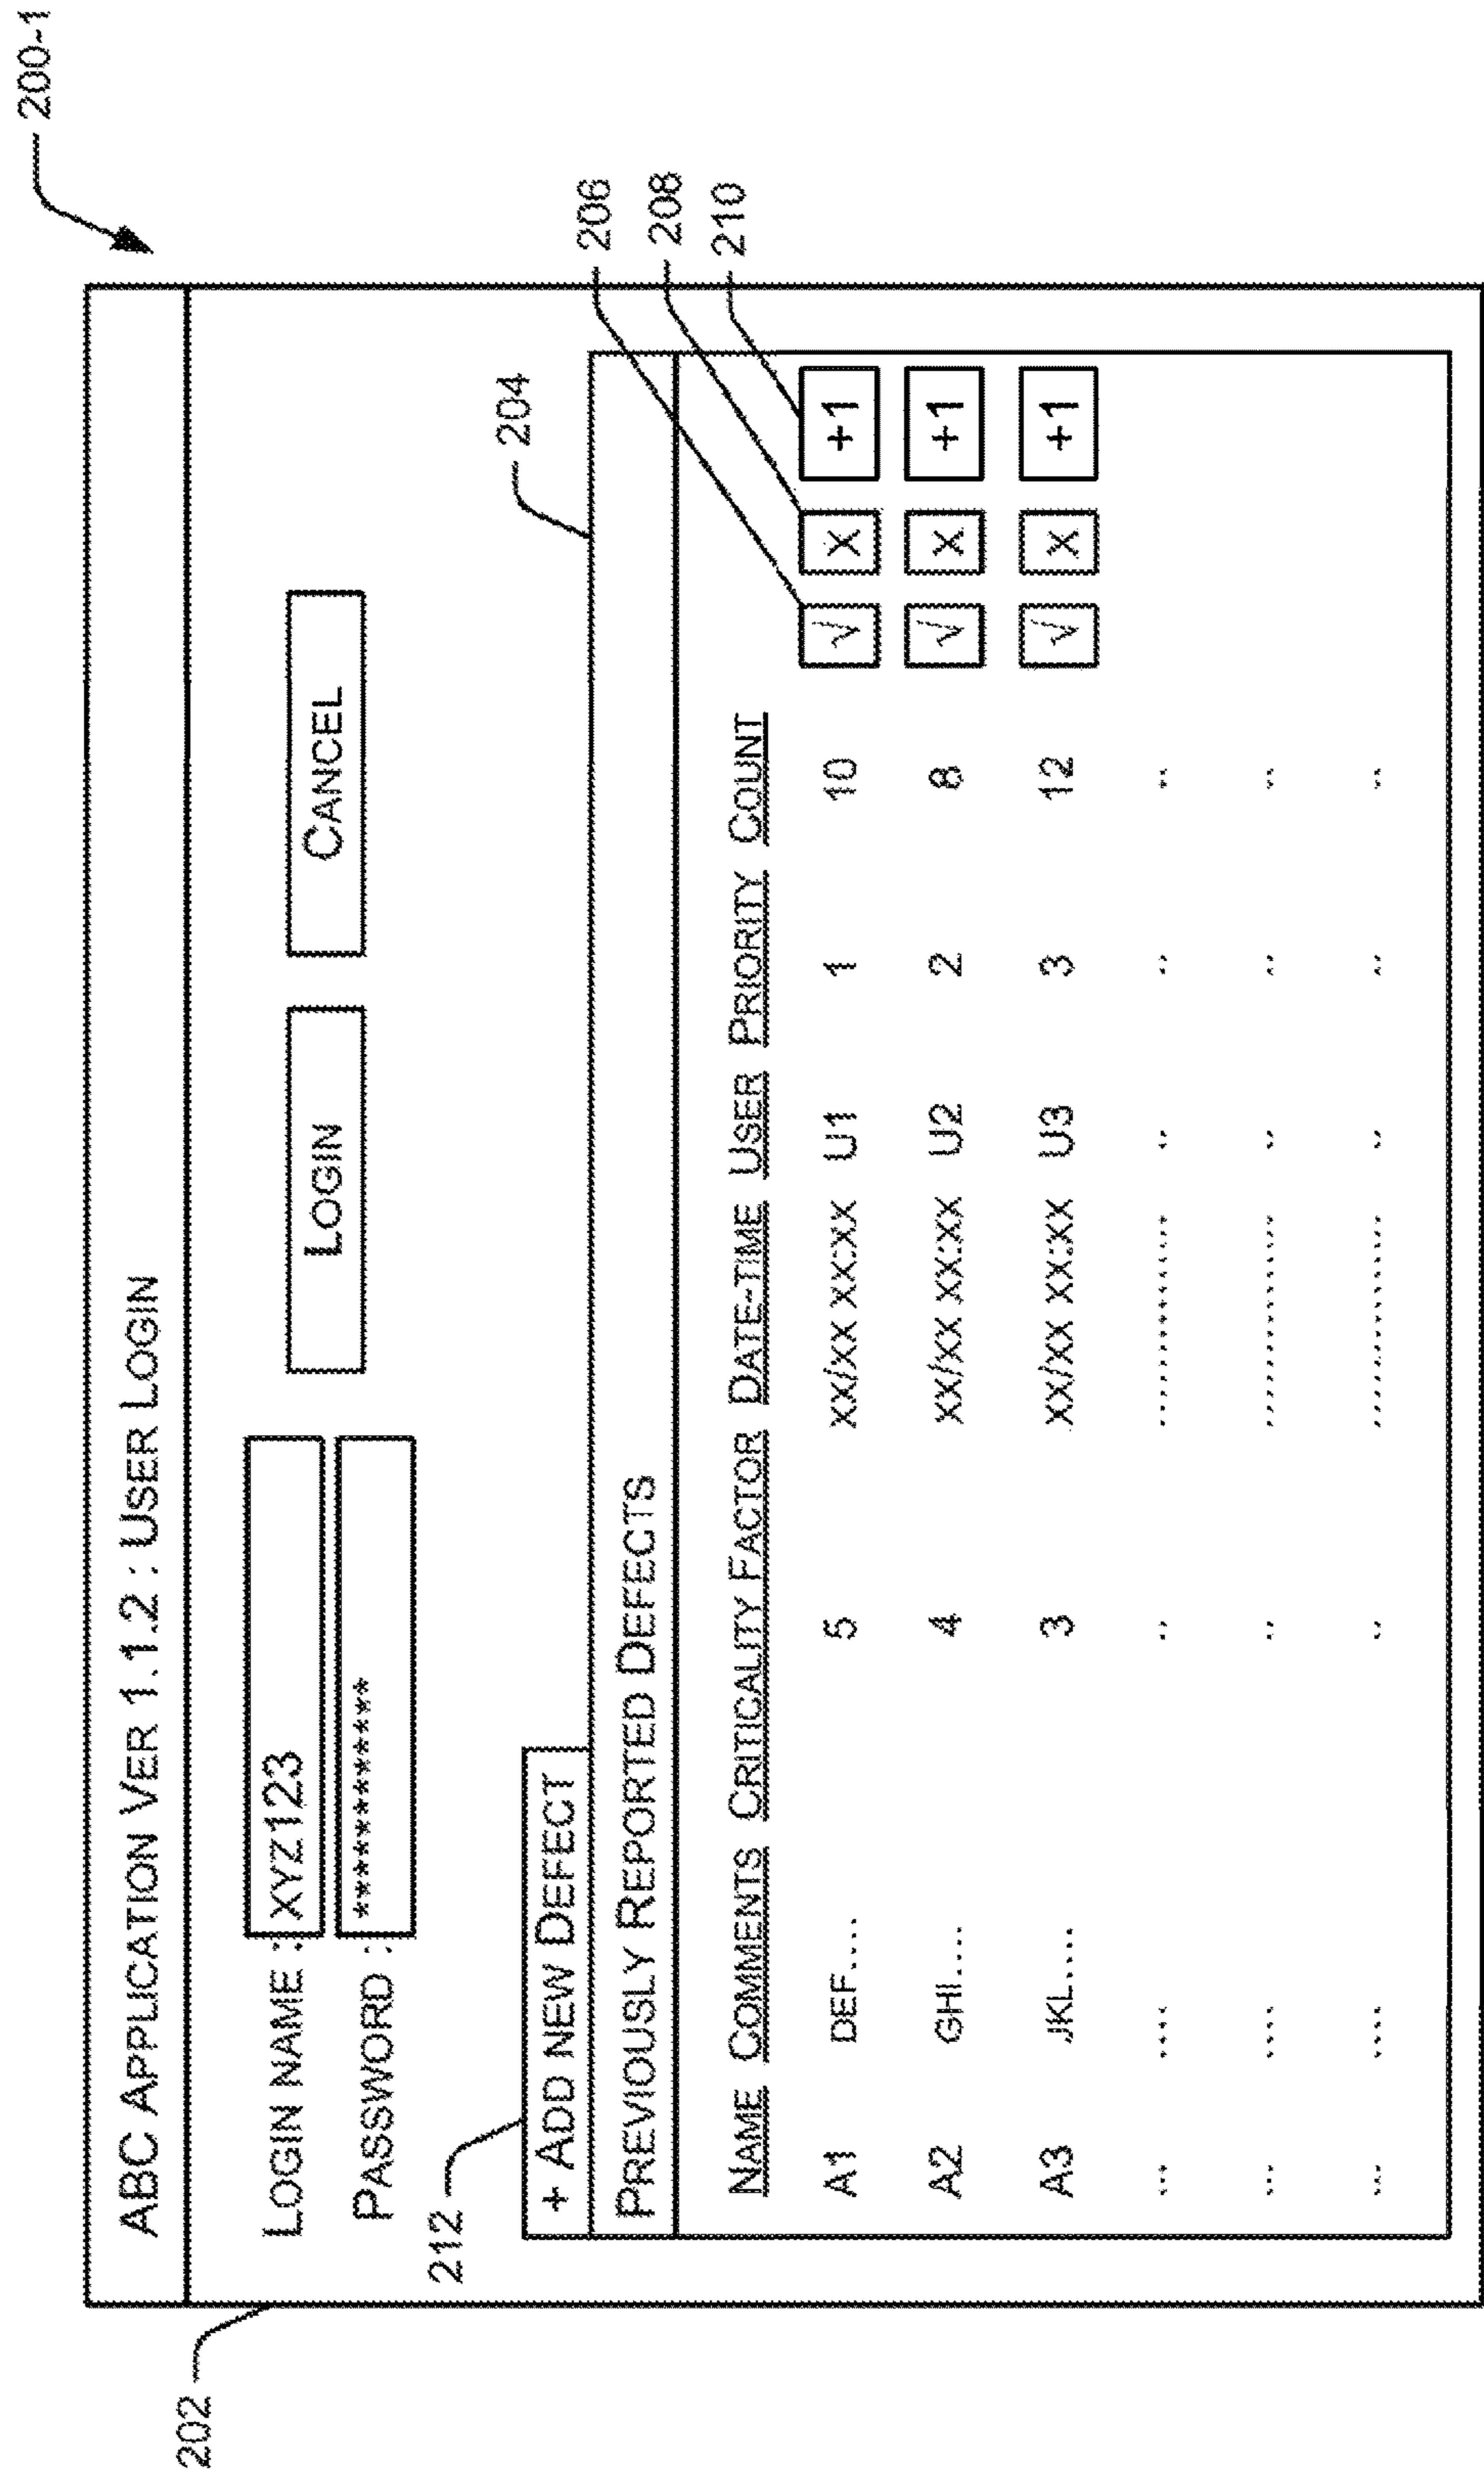 200-1
202
ABC APPLICATION VER 1.1.2 : USER LOGIN
LOGIN NAME : XYZ123
PASSWORD : ************
LOGIN
CANCEL
204
206
208
210
212
+ ADD NEW DEFECT
PREVIOUSLY REPORTED DEFECTS
NAME COMMENTS CRITICALITY FACTOR DATE-TIME USER PRIORITY COUNT
A1 DEF.... 5 XX/XX XX:XX U1 1 10 √ X +1
A2 GHI.... 4 XX/XX XX:XX U2 2 8 √ X +1
A3 JKL.... 3 XX/XX XX:XX U3 3 12 √ X +1
... .... .. ................ .. .. ..
... .... .. ................ .. .. ..
... .... .. ................ .. .. ..